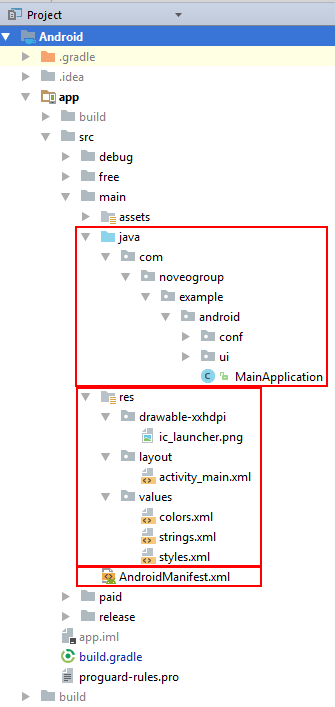 Project
Android
.gradle
.idea
app
build
src
debug
free
main
assets
java
com
noveogroup
example
android
conf
ui
MainApplication
res
drawable-xxhdpi
ic_launcher.png
layout
activity_main.xml
values
colors.xml
strings.xml
styles.xml
AndroidManifest.xml
paid
release
app.iml
build.gradle
proguard-rules.pro
build